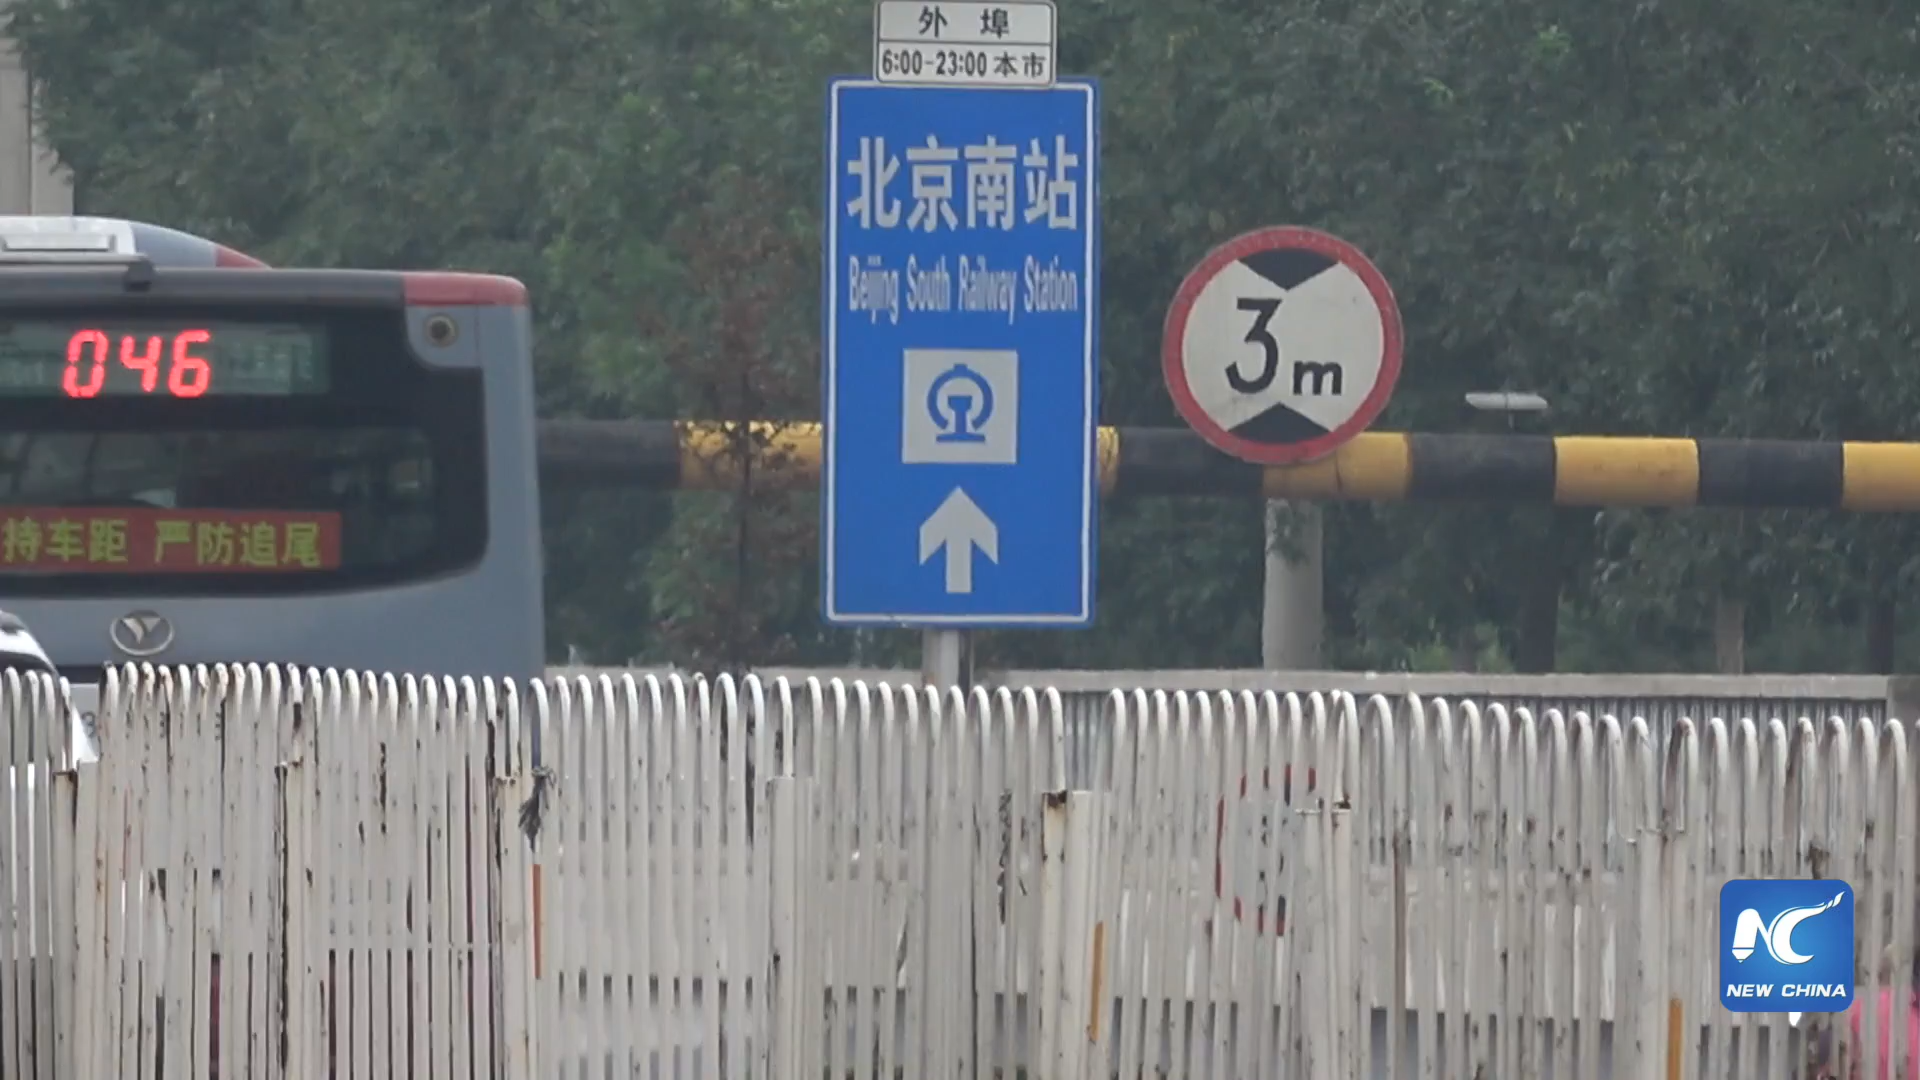 外 埠
6:00-23:00 本市
北京南站
Beijing South Railway Station
3m
046
持车距 严防追尾
NEW CHINA